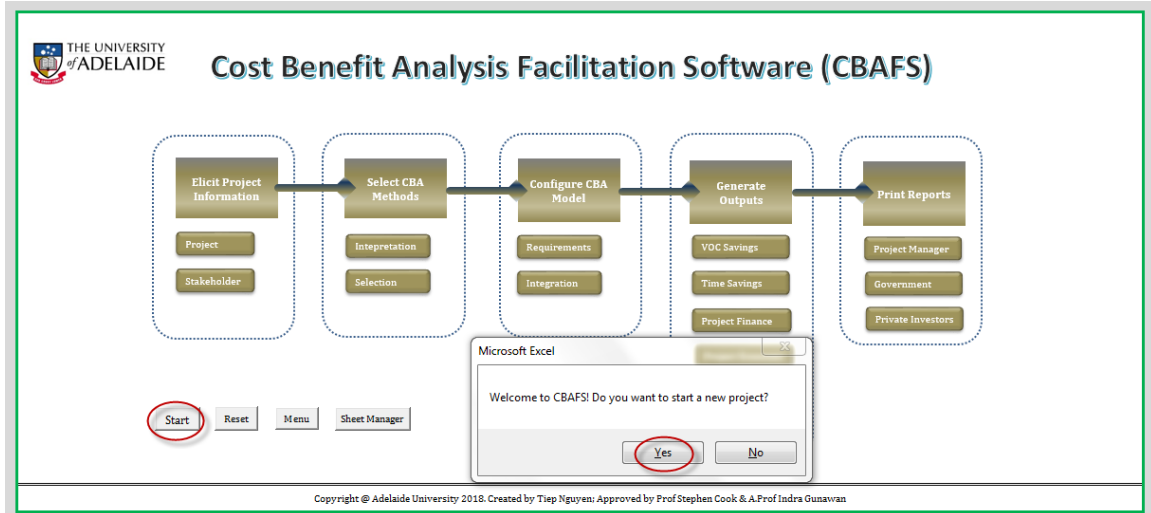 THE UNIVERSITY
of ADELAIDE
Cost Benefit Analysis Facilitation Software (CBAFS)
Elicit Project
Information
Project
Stakeholder
Select CBA
Methods
Intepretation
Selection
Configure CBA
Model
Requirements
Integration
Generate
Outputs
VOC Savings
Time Savings
Project Finance
Print Reports
Project Manager
Government
Private Investors
Microsoft Excel
Welcome to CBAFS! Do you want to start a new project?
Yes
No
Start
Reset
Menu
Sheet Manager
Copyright @ Adelaide University 2018. Created by Tiep Nguyen; Approved by Prof Stephen Cook & A.Prof Indra Gunawan